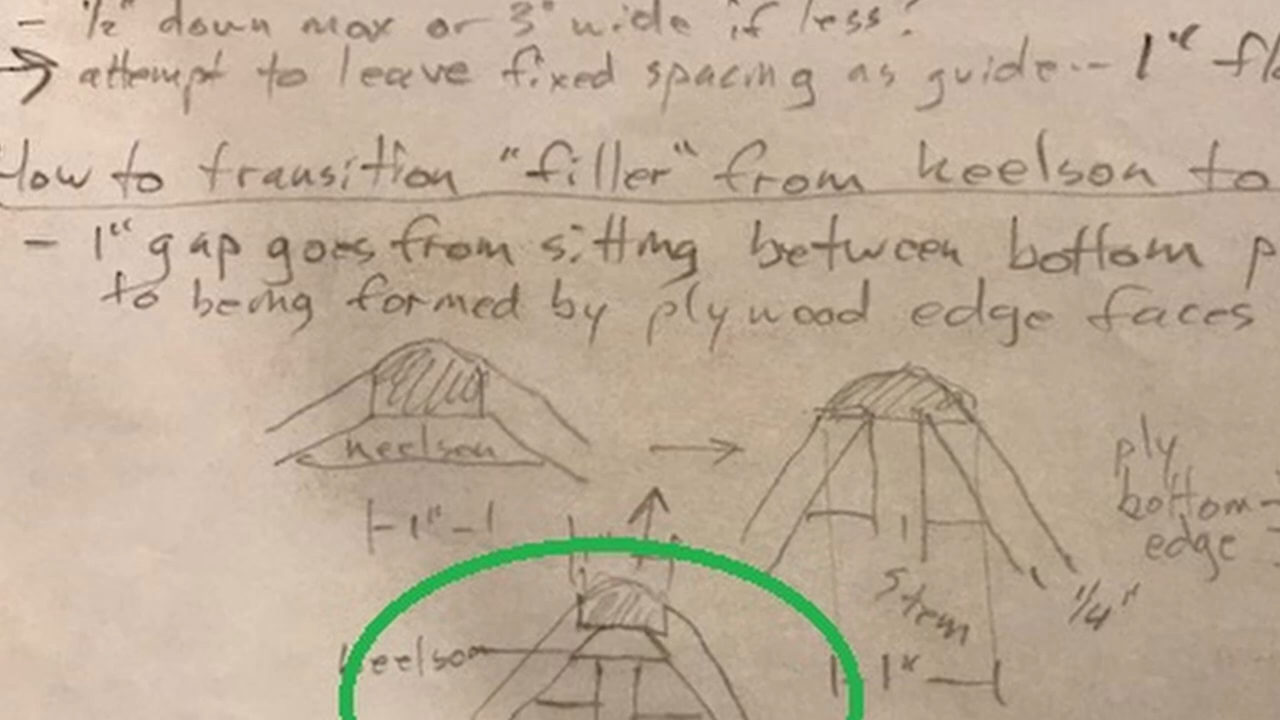 - ½" down max or 3" wide if less?
→ attempt to leave fixed spacing as guide -- 1"
How to transition "filler" from keelson to
- 1" gap goes from sitting between bottom p
to being formed by plywood edge faces
keelson
ply
bottom-
edge
|-1"-|
Stem
1/4"
keelson
1"